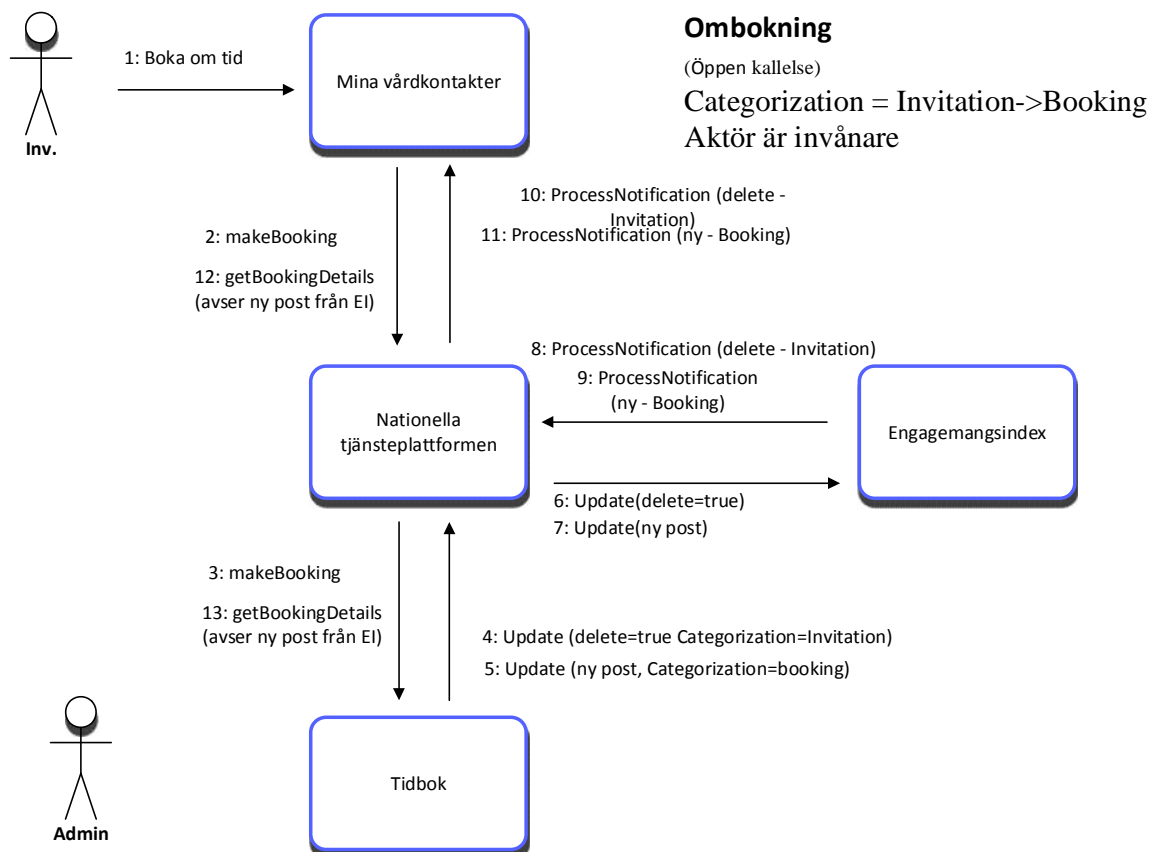 Ombokning
(Öppen kallelse)
Categorization = Invitation->Booking
Aktör är invånare
1: Boka om tid
Mina vårdkontakter
Inv.
10: ProcessNotification (delete -
Invitation)
11: ProcessNotification (ny - Booking)
2: makeBooking
12: getBookingDetails
(avser ny post från EI)
8: ProcessNotification (delete - Invitation)
9: ProcessNotification
(ny - Booking)
Nationella
tjänsteplattformen
Engagemangsindex
6: Update(delete=true)
7: Update(ny post)
3: makeBooking
13: getBookingDetails
(avser ny post från EI)
4: Update (delete=true Categorization=Invitation)
5: Update (ny post, Categorization=booking)
Tidbok
Admin